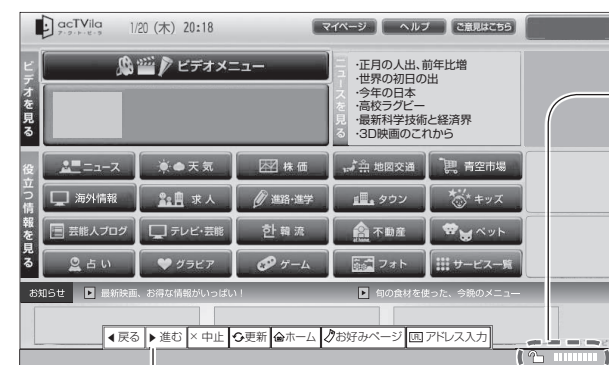 acTVila
アクトビラ
1/20 (木) 20:18
マイページ
ヘルプ
ご意見はこちら
ビデオを見る
ビデオメニュー
ニュースを見る
・正月の人出、前年比増
・世界の初日の出
・今年の日本
・高校ラグビー
・最新科学技術と経済界
・3D映画のこれから
役立つ情報を見る
ニュース
天気
株価
地図交通
青空市場
海外情報
求人
進路・進学
タウン
キッズ
芸能人ブログ
テレビ・芸能
한 韓流
不動産
ペット
占い
グラビア
ゲーム
フォト
サービス一覧
お知らせ
最新映画、お得な情報がいっぱい!
旬の食材を使った、今晩のメニュー
戻る
進む
中止
更新
ホーム
お好みページ
URL アドレス入力